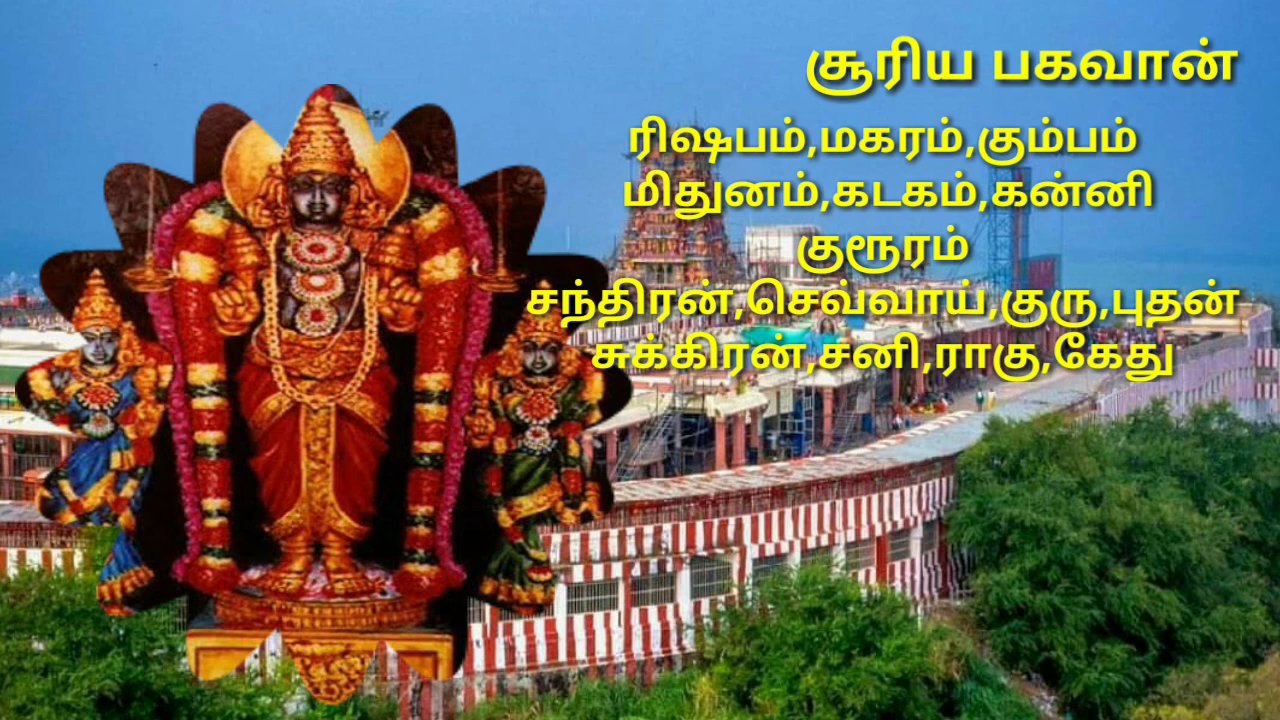 சூரிய பகவான்
ரிஷபம்,மகரம்,கும்பம்
மிதுனம்,கடகம்,கன்னி
குரூரம்
சந்திரன்,செவ்வாய்,குரு,புதன்
சுக்கிரன்,சனி,ராகு,கேது